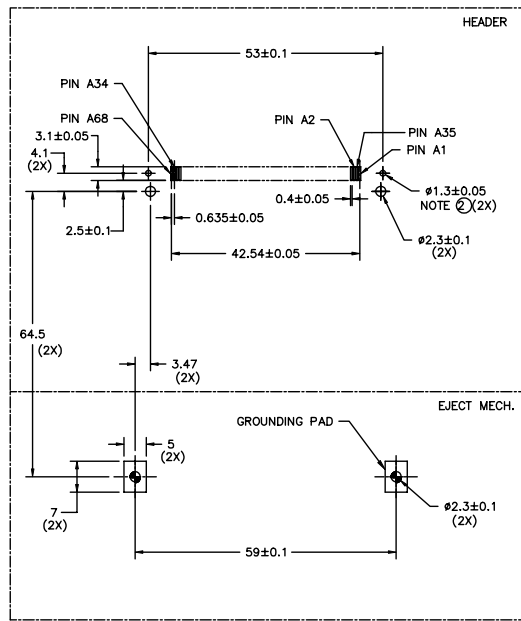 HEADER
53±0.1
PIN A34
PIN A68
PIN A2
PIN A35
PIN A1
3.1±0.05
4.1
(2X)
2.5±0.1
0.635±0.05
0.4±0.05
ø1.3±0.05
NOTE 2 (2X)
ø2.3±0.1
(2X)
42.54±0.05
64.5
(2X)
3.47
(2X)
EJECT MECH.
GROUNDING PAD
5
(2X)
7
(2X)
ø2.3±0.1
(2X)
59±0.1